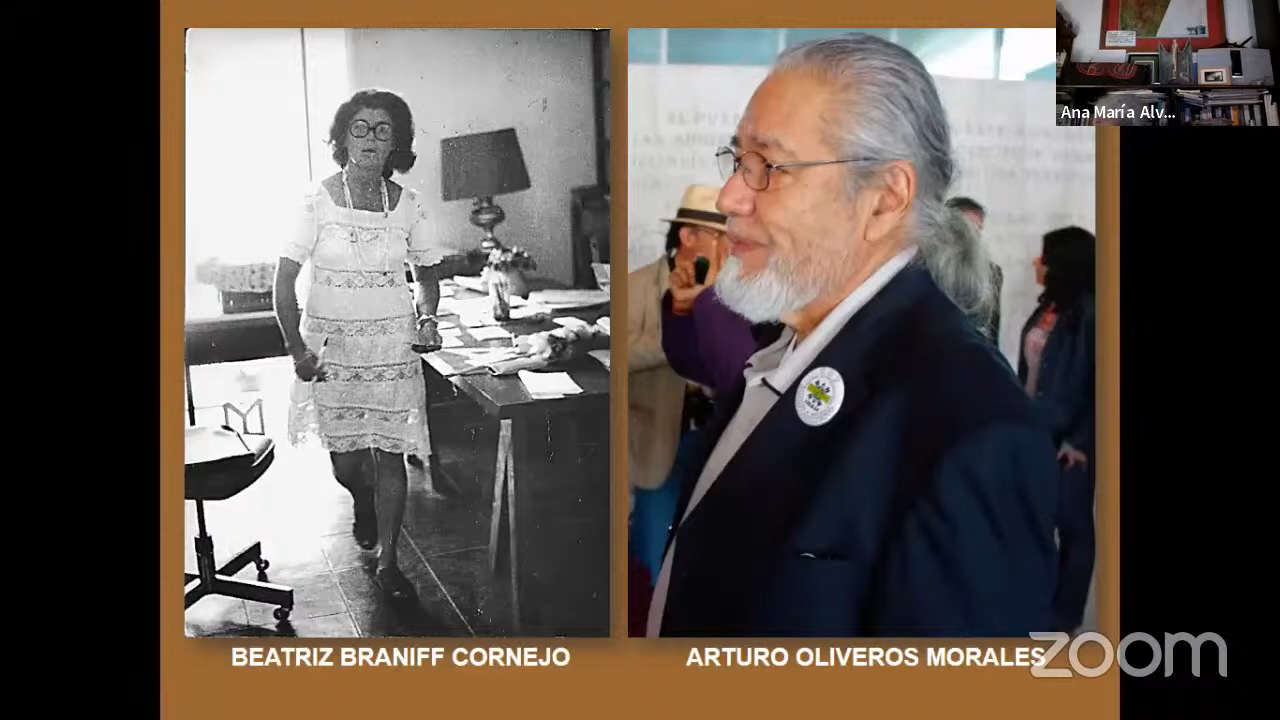 Ana María Alv...
BEATRIZ BRANIFF CORNEJO
ARTURO OLIVEROS MORALES
zoom